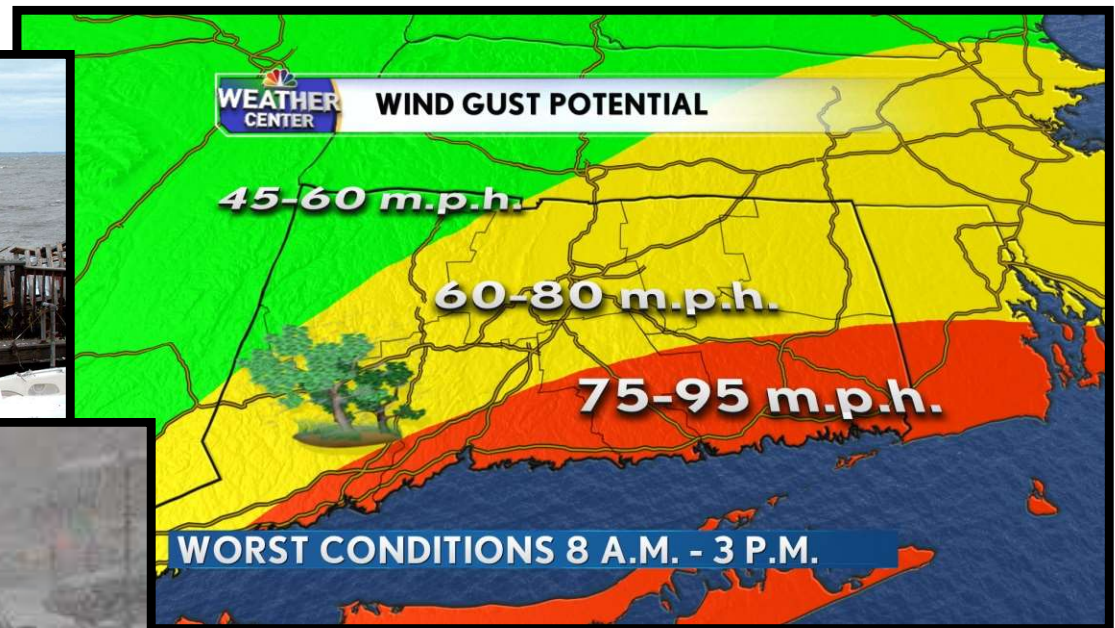 WEATHER
CENTER
WIND GUST POTENTIAL
45-60 m.p.h.
60-80 m.p.h.
75-95 m.p.h.
WORST CONDITIONS 8 A.M. - 3 P.M.